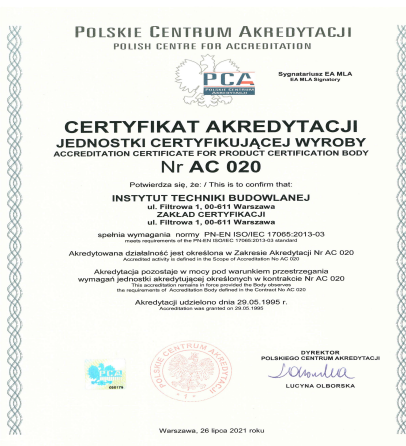 POLSKIE CENTRUM AKREDYTACJI
POLISH CENTRE FOR ACCREDITATION
PCA
POLSKIE CENTRUM
AKREDYTACJI
Sygnatariusz EA MLA
EA MLA Signatory
CERTYFIKAT AKREDYTACJI
JEDNOSTKI CERTYFIKUJĄCEJ WYROBY
ACCREDITATION CERTIFICATE FOR PRODUCT CERTIFICATION BODY
Nr AC 020
Potwierdza się, że: / This is to confirm that:
INSTYTUT TECHNIKI BUDOWLANEJ
ul. Filtrowa 1, 00-611 Warszawa
ZAKŁAD CERTYFIKACJI
ul. Filtrowa 1, 00-611 Warszawa
spełnia wymagania normy PN-EN ISO/IEC 17065:2013-03
meets requirements of the PN-EN ISO/IEC 17065:2013-03 standard
Akredytowana działalność jest określona w Zakresie Akredytacji Nr AC 020
Accredited activity is defined in the Scope of Accreditation No AC 020
Akredytacja pozostaje w mocy pod warunkiem przestrzegania
wymagań jednostki akredytującej określonych w kontrakcie Nr AC 020
This accreditation remains in force provided the Body observes
the requirements of Accreditation Body defined in the Contract No AC 020
Akredytacji udzielono dnia 29.05.1995 r.
Accreditation was granted on 29.05.1995
POLSKIE CENTRUM AKREDYTACJI
DYREKTOR
POLSKIEGO CENTRUM AKREDYTACJI
LUCYNA OLBORSKA
Warszawa, 26 lipca 2021 roku